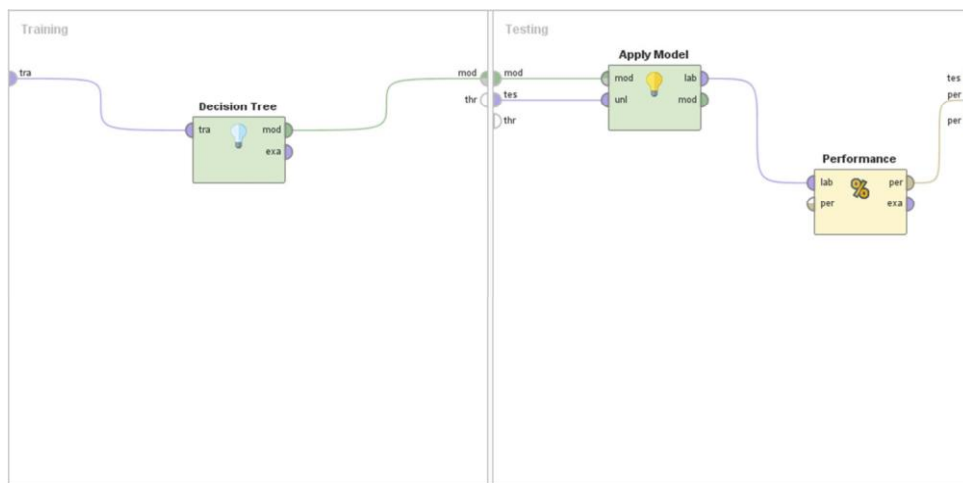 Training
tra
Decision Tree
tra
mod
exa
mod
thr
Testing
mod
tes
thr
Apply Model
mod
lab
unl
mod
Performance
lab
per
per
exa
tes
per
per